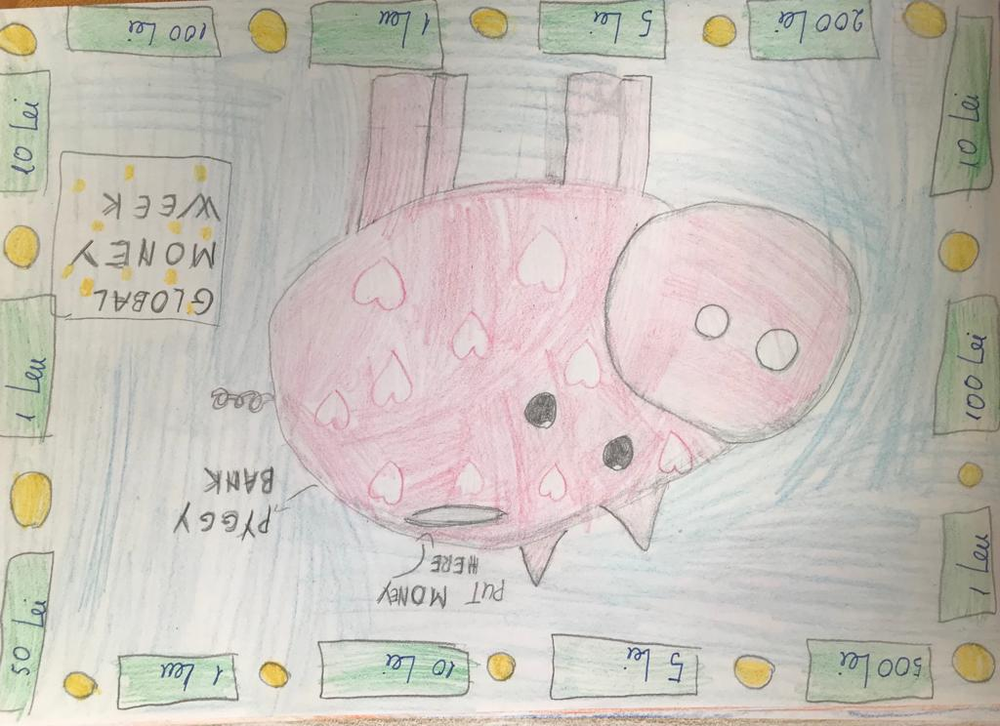 500 Lei
5 Lei
10 Lei
1 Leu
50 Lei
1 Leu
PUT MONEY
HERE
PYGGY
BANK
100 Lei
1 Leu
GLOBAL
MONEY
WEEK
10 Lei
10 Lei
200 Lei
5 Lei
1 Leu
100 Lei